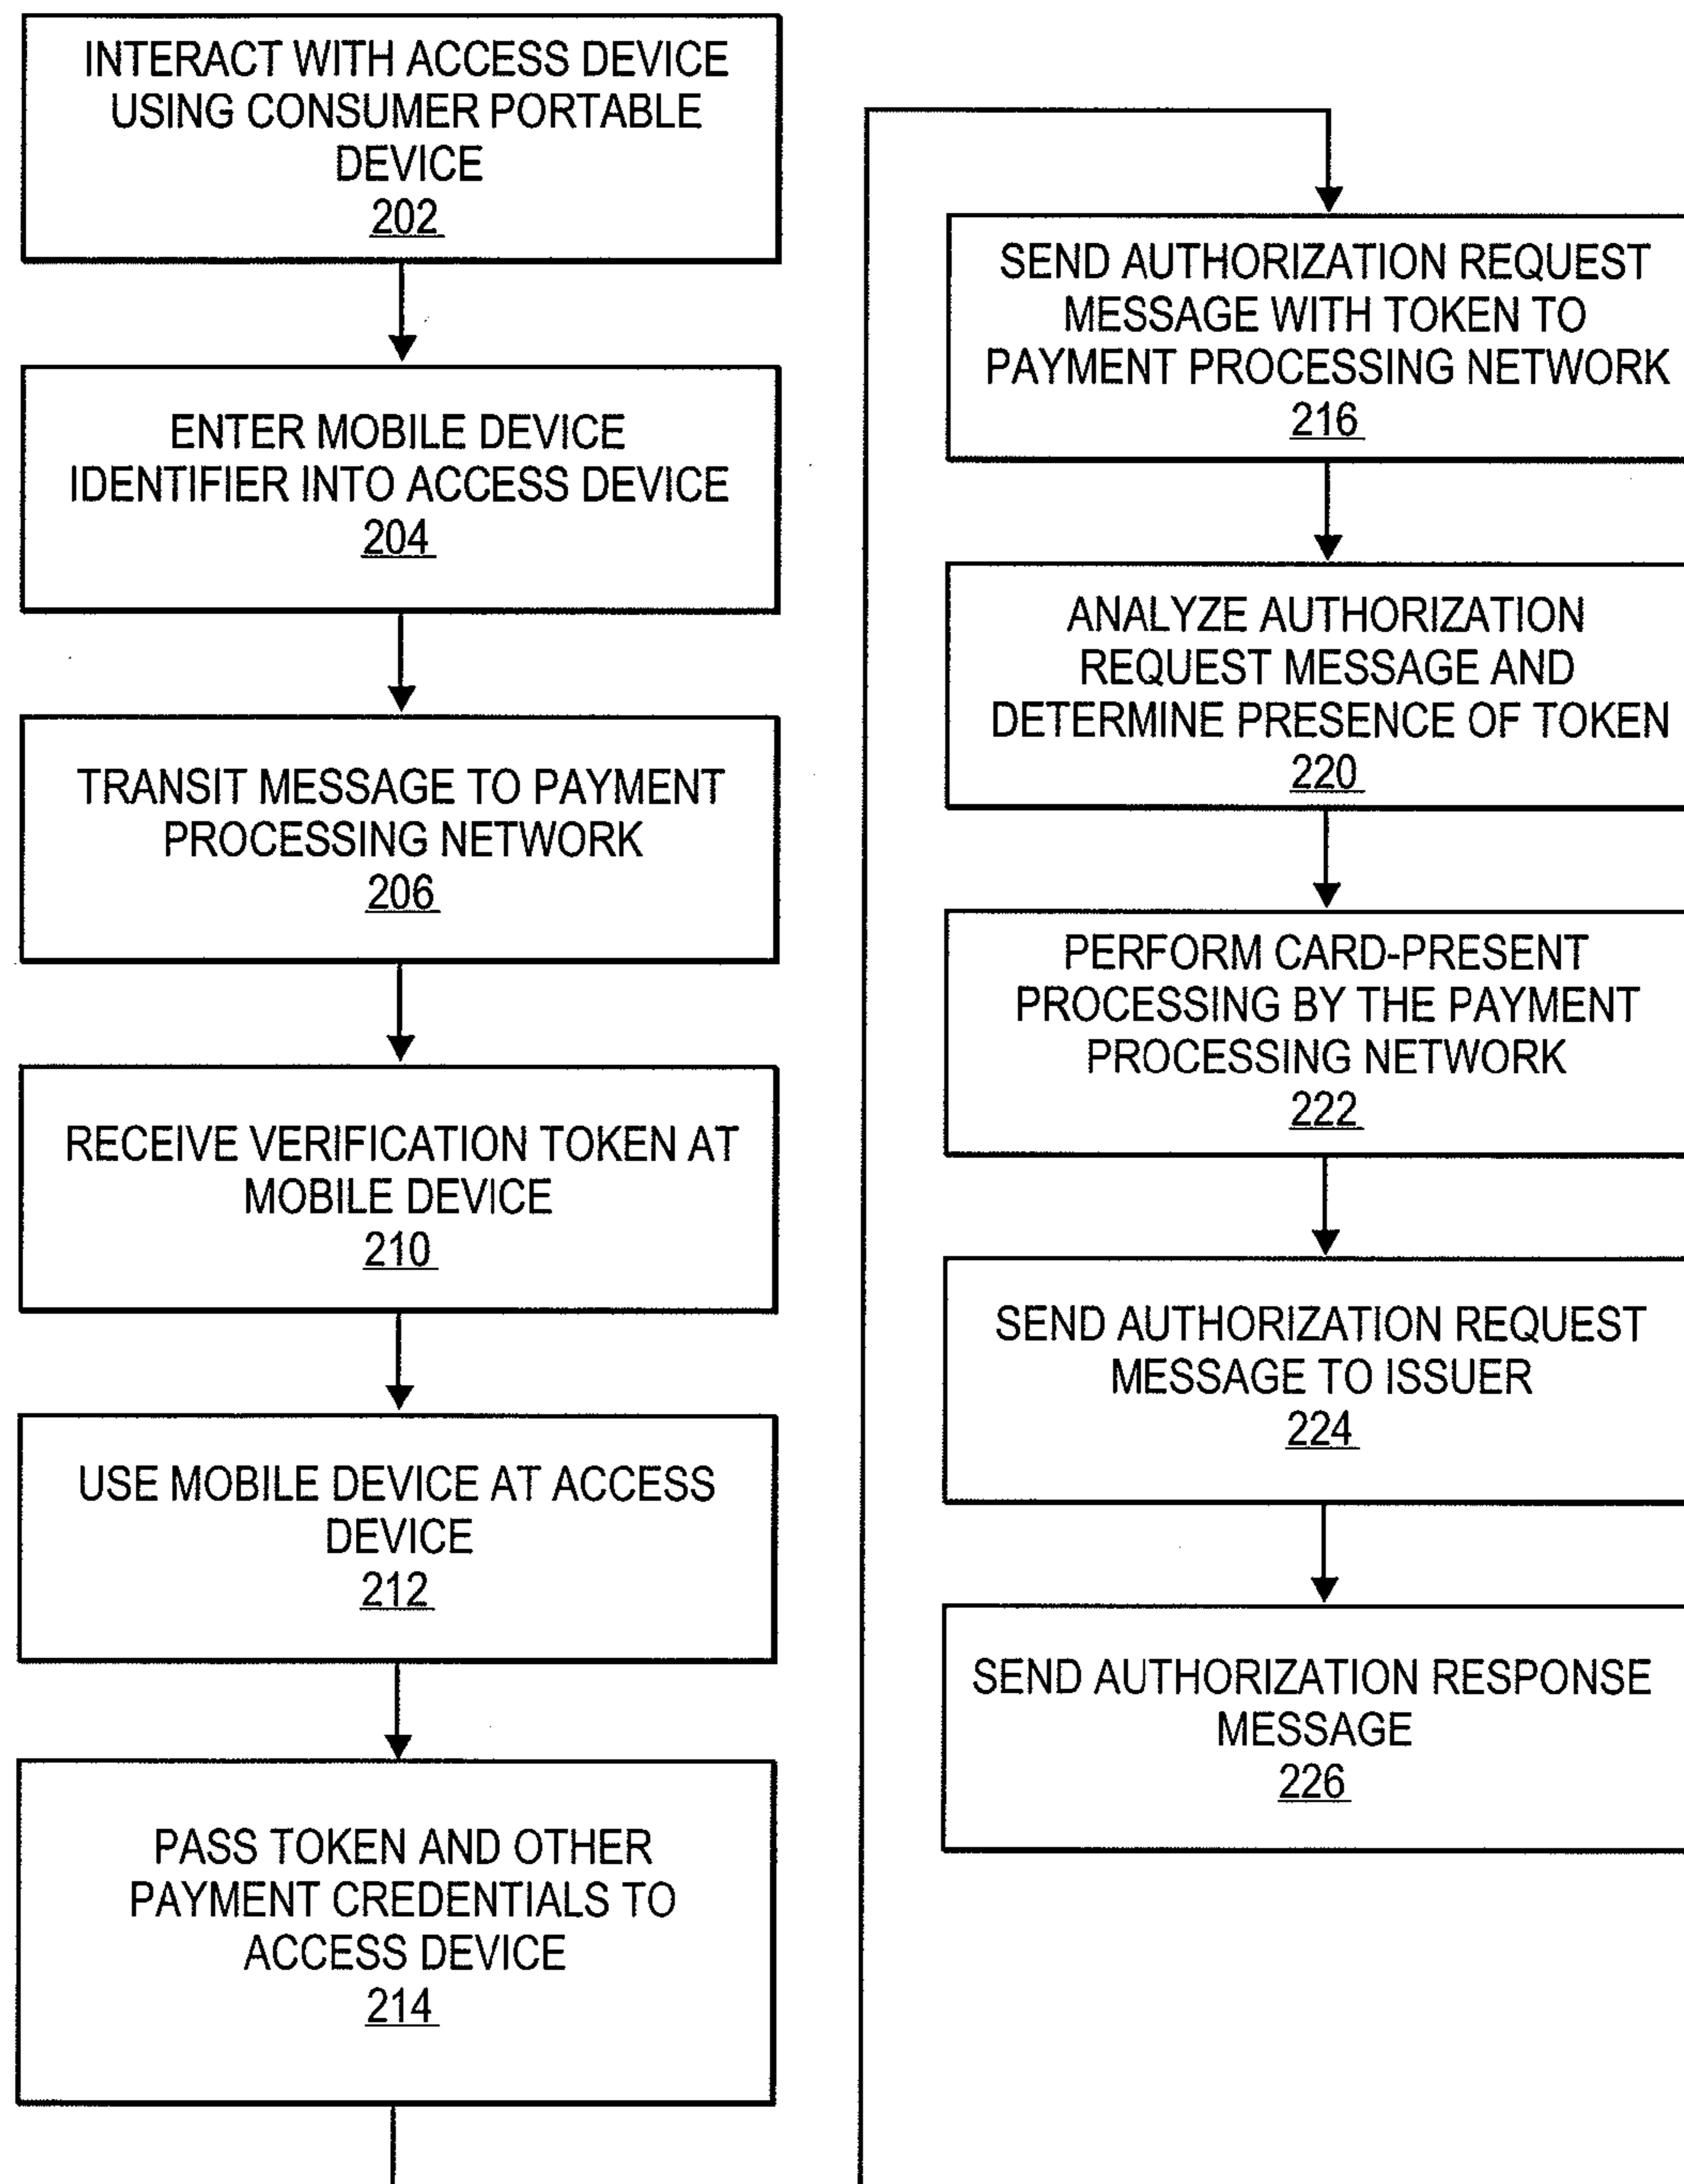 INTERACT WITH ACCESS DEVICE
USING CONSUMER PORTABLE
DEVICE
202
ENTER MOBILE DEVICE
IDENTIFIER INTO ACCESS DEVICE
204
TRANSIT MESSAGE TO PAYMENT
PROCESSING NETWORK
206
RECEIVE VERIFICATION TOKEN AT
MOBILE DEVICE
210
USE MOBILE DEVICE AT ACCESS
DEVICE
212
PASS TOKEN AND OTHER
PAYMENT CREDENTIALS TO
ACCESS DEVICE
214
SEND AUTHORIZATION REQUEST
MESSAGE WITH TOKEN TO
PAYMENT PROCESSING NETWORK
216
ANALYZE AUTHORIZATION
REQUEST MESSAGE AND
DETERMINE PRESENCE OF TOKEN
220
PERFORM CARD-PRESENT
PROCESSING BY THE PAYMENT
PROCESSING NETWORK
222
SEND AUTHORIZATION REQUEST
MESSAGE TO ISSUER
224
SEND AUTHORIZATION RESPONSE
MESSAGE
226